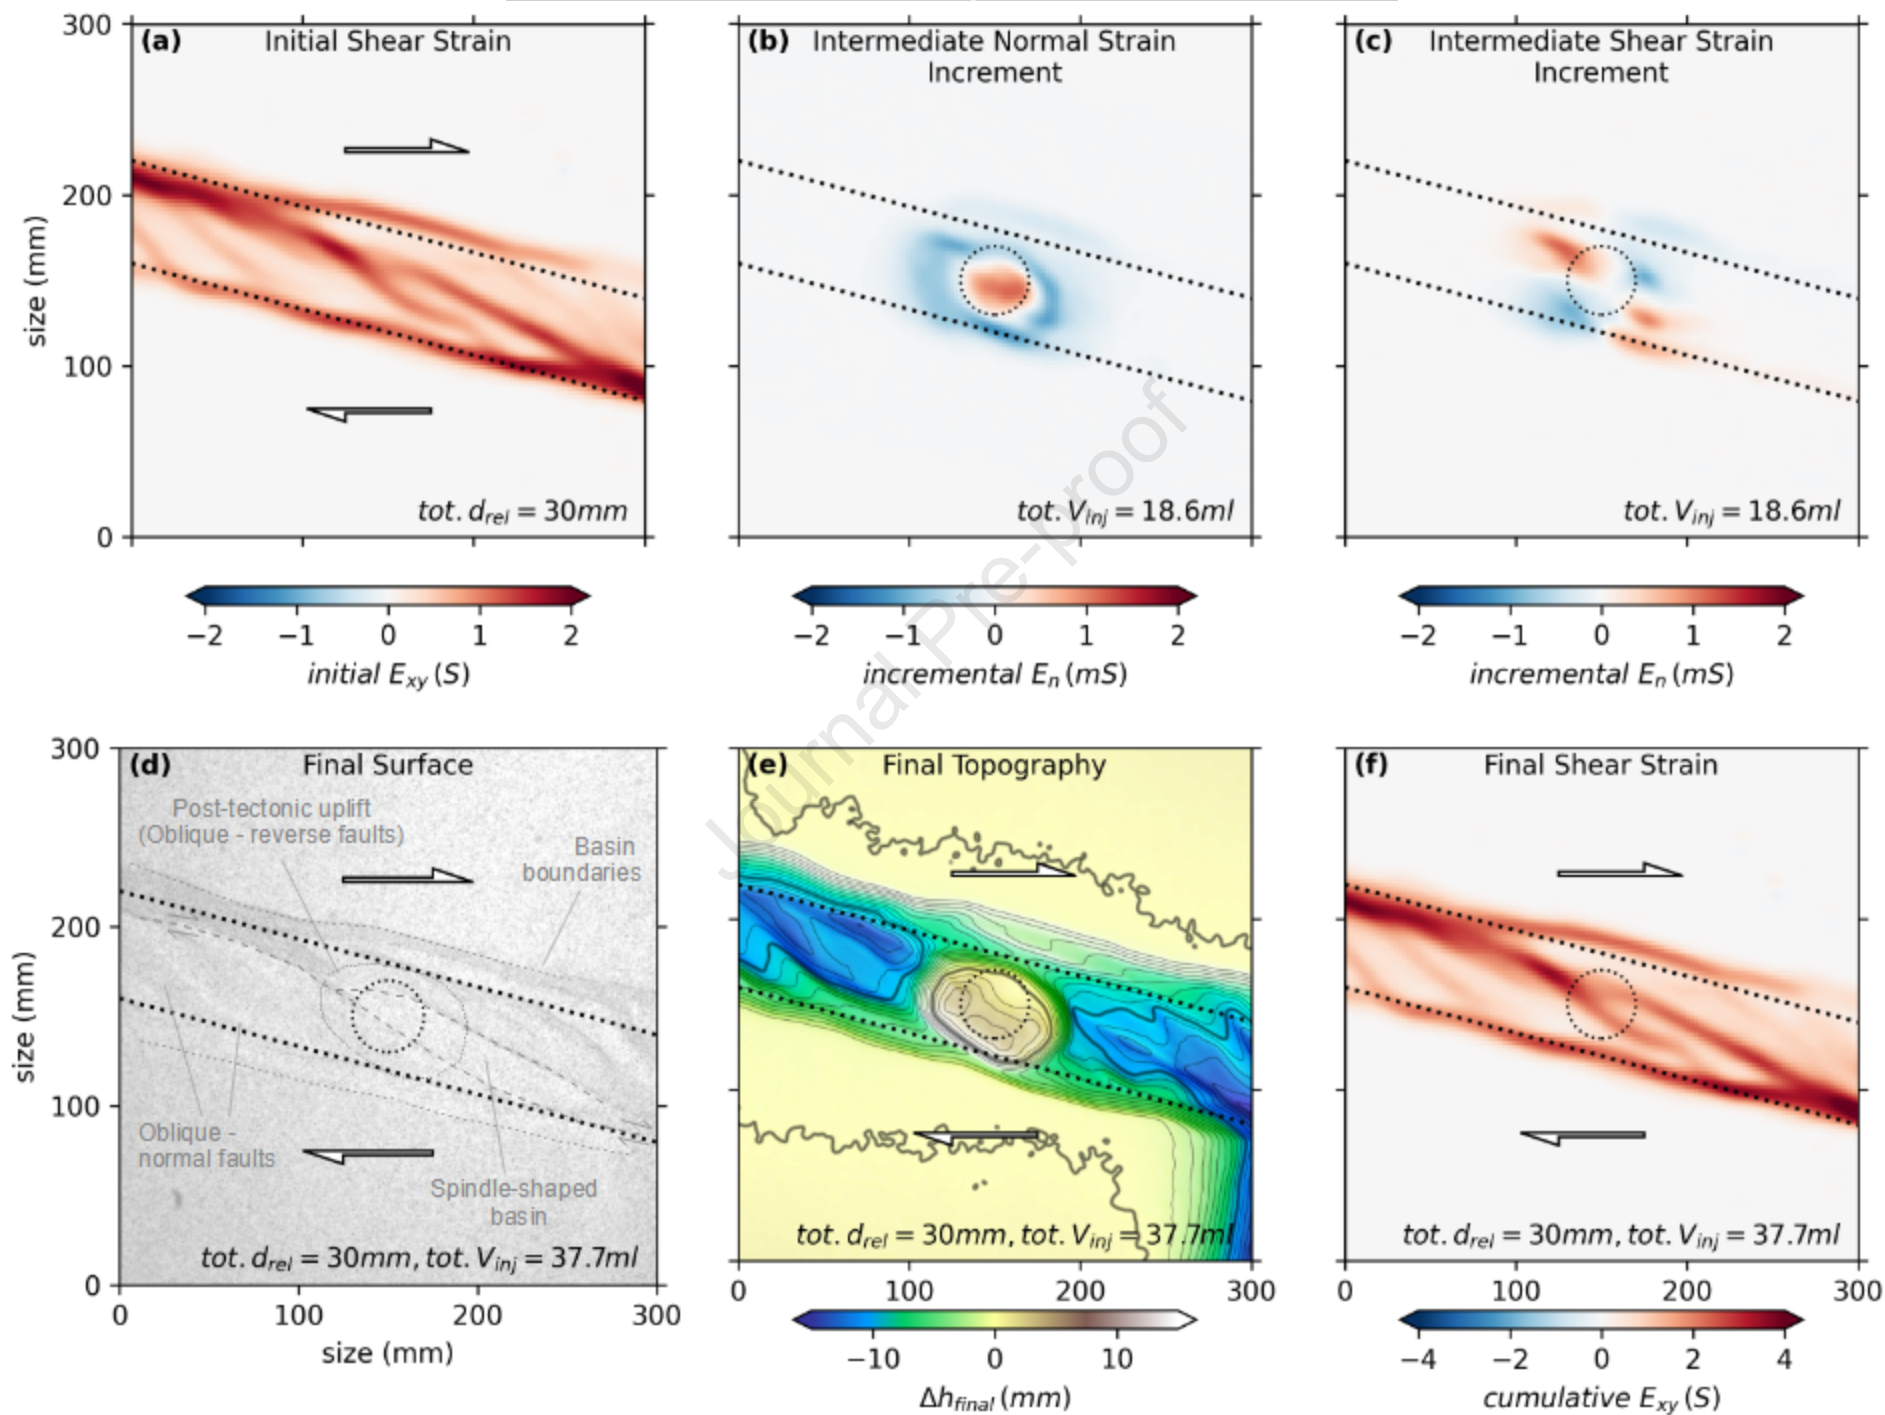 300
200
100
0
size (mm)
(a) Initial Shear Strain
tot. d_rel = 30mm
(b) Intermediate Normal Strain
Increment
tot. V_inj = 18.6ml
(c) Intermediate Shear Strain
Increment
tot. V_inj = 18.6ml
−2 −1 0 1 2
initial E_xy (S)
−2 −1 0 1 2
incremental E_n (mS)
−2 −1 0 1 2
incremental E_n (mS)
Journal Pre-proof
300
200
100
0
size (mm)
(d) Final Surface
Post-tectonic uplift
(Oblique - reverse faults)
Basin
boundaries
Oblique -
normal faults
Spindle-shaped
basin
tot. d_rel = 30mm, tot. V_inj = 37.7ml
0 100 200 300
size (mm)
(e) Final Topography
tot. d_rel = 30mm, tot. V_inj = 37.7ml
0 100 200 300
−10 0 10
Δh_final (mm)
(f) Final Shear Strain
tot. d_rel = 30mm, tot. V_inj = 37.7ml
0 100 200 300
−4 −2 0 2 4
cumulative E_xy (S)